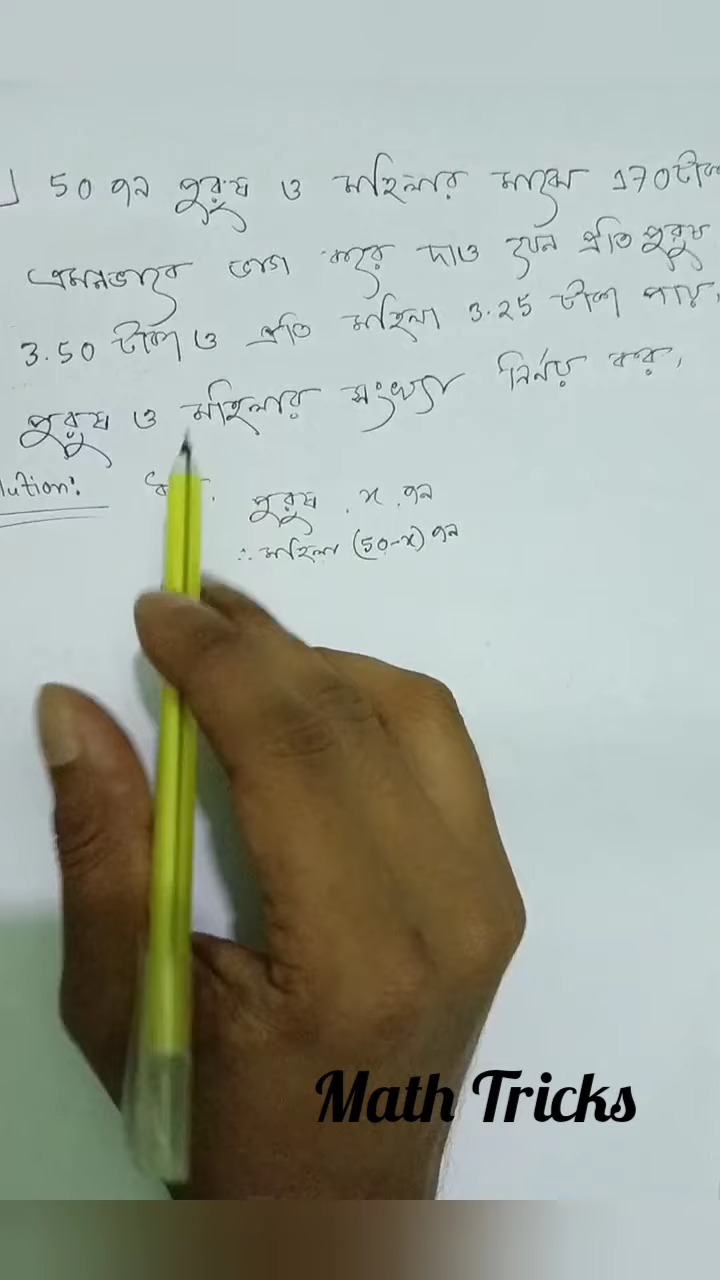 ] 50 জন পুরুষ ও মহিলার মাঝে 170 টাকা
এমনভাবে ভাগ করে দাও যেন প্রতি পুরুষ
3.50 টাকা ও প্রতি মহিলা 3.25 টাকা পায়,
পুরুষ ও মহিলার সংখ্যা নির্ণয় কর,
lution:
পুরুষ , x , জন
∴ মহিলা (50-x) জন
Math Tricks